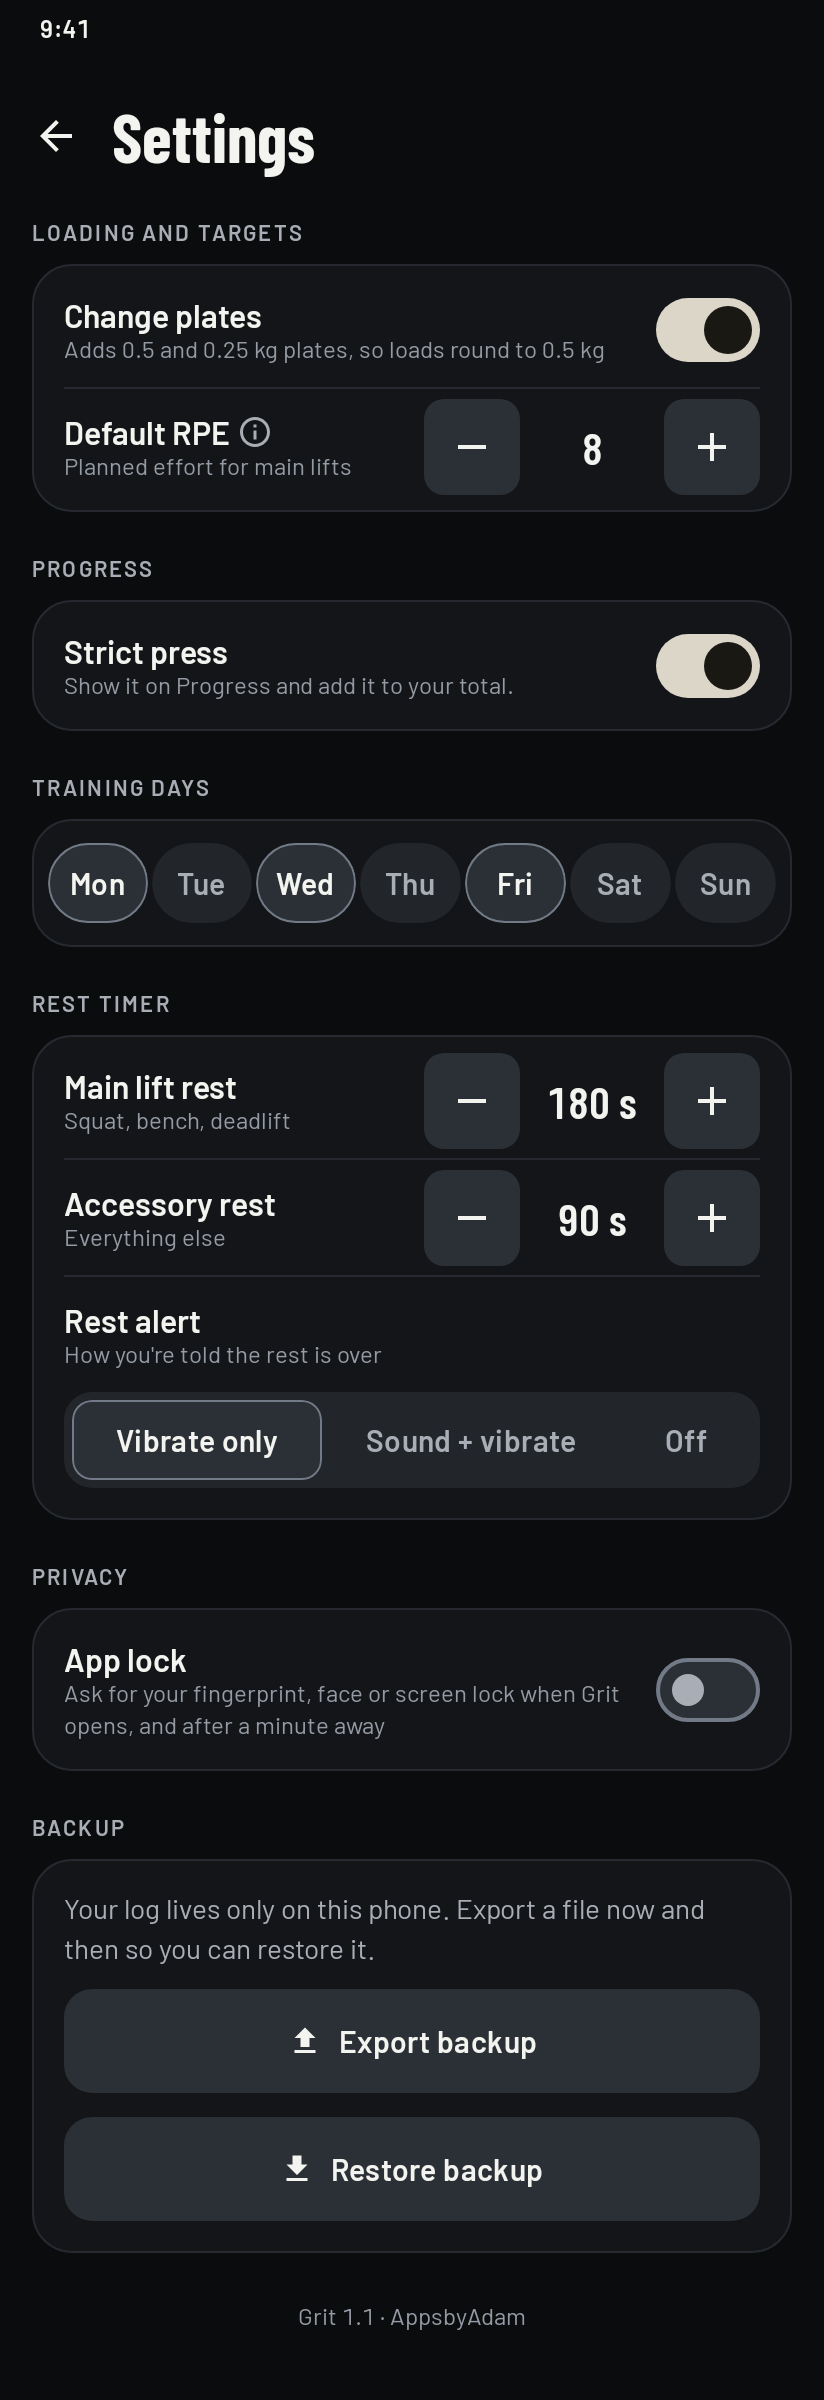 9:41
Settings
LOADING AND TARGETS
Change plates
Adds 0.5 and 0.25 kg plates, so loads round to 0.5 kg
Default RPE
Planned effort for main lifts
8
PROGRESS
Strict press
Show it on Progress and add it to your total.
TRAINING DAYS
Mon Tue Wed Thu Fri Sat Sun
REST TIMER
Main lift rest
Squat, bench, deadlift
180 s
Accessory rest
Everything else
90 s
Rest alert
How you're told the rest is over
Vibrate only Sound + vibrate Off
PRIVACY
App lock
Ask for your fingerprint, face or screen lock when Grit
opens, and after a minute away
BACKUP
Your log lives only on this phone. Export a file now and
then so you can restore it.
Export backup
Restore backup
Grit 1.1 · AppsbyAdam